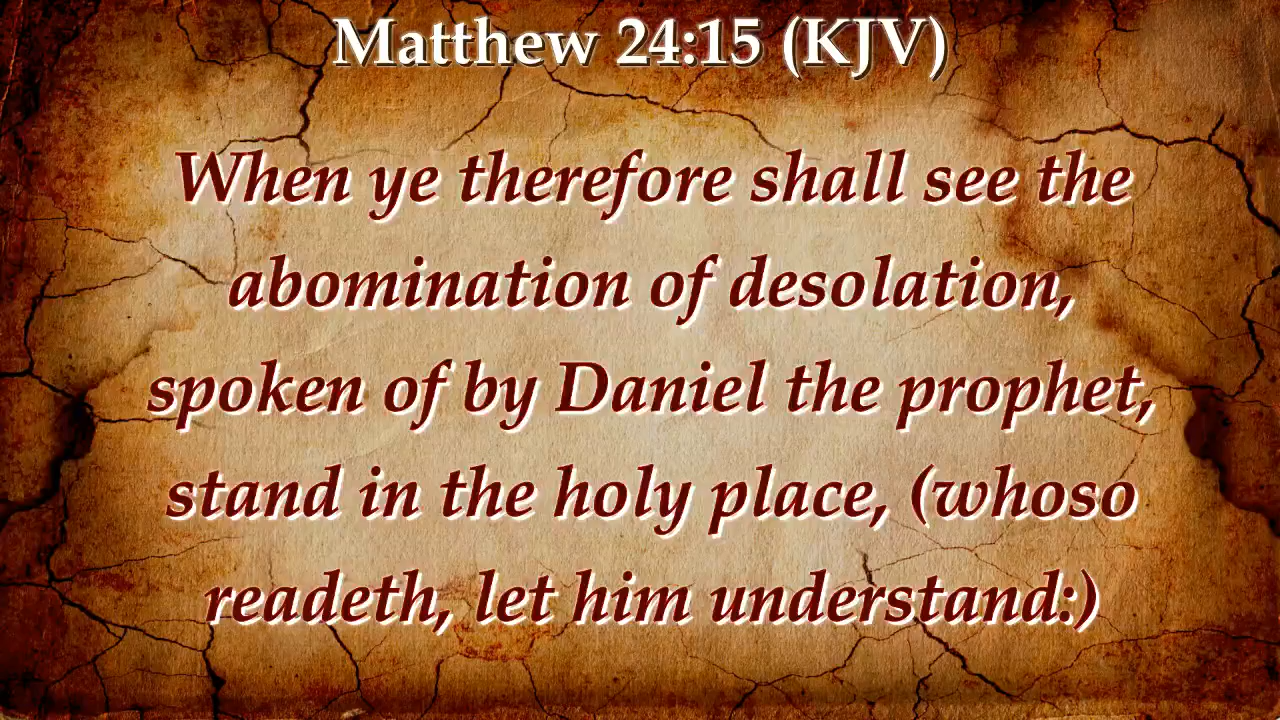 Matthew 24:15 (KJV)
When ye therefore shall see the
abomination of desolation,
spoken of by Daniel the prophet,
stand in the holy place, (whoso
readeth, let him understand:)